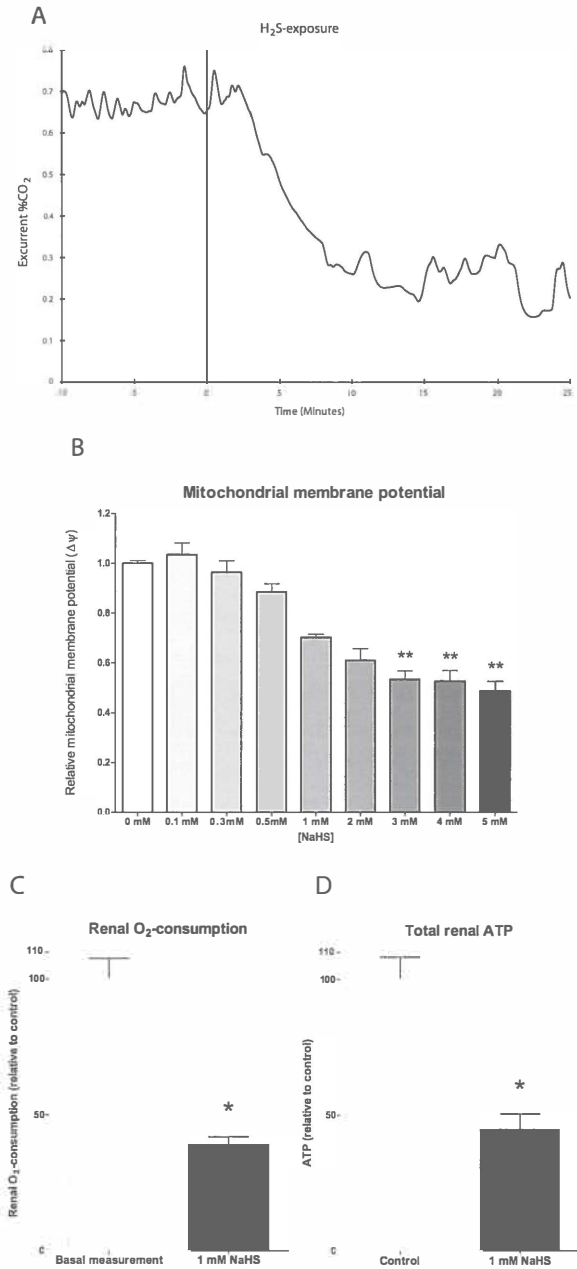 A
H₂S-exposure
0.8
0.7
0.6
0.5
0.4
0.3
0.2
0.1
0
Excurrent %CO₂
-10
-5
0
5
10
15
20
25
Time (Minutes)
B
Mitochondrial membrane potential
1.2
1.0
0.8
0.6
0.4
0.2
0.0
Relative mitochondrial membrane potential (Δψ)
** ** **
0 mM 0.1 mM 0.3mM 0.5mM 1 mM 2 mM 3 mM 4 mM 5 mM
[NaHS]
C
Renal O₂-consumption
110
100
50
0
Renal O₂-consumption (relative to control)
*
Basal measurement 1 mM NaHS
D
Total renal ATP
110
100
50
0
ATP (relative to control)
*
Control 1 mM NaHS